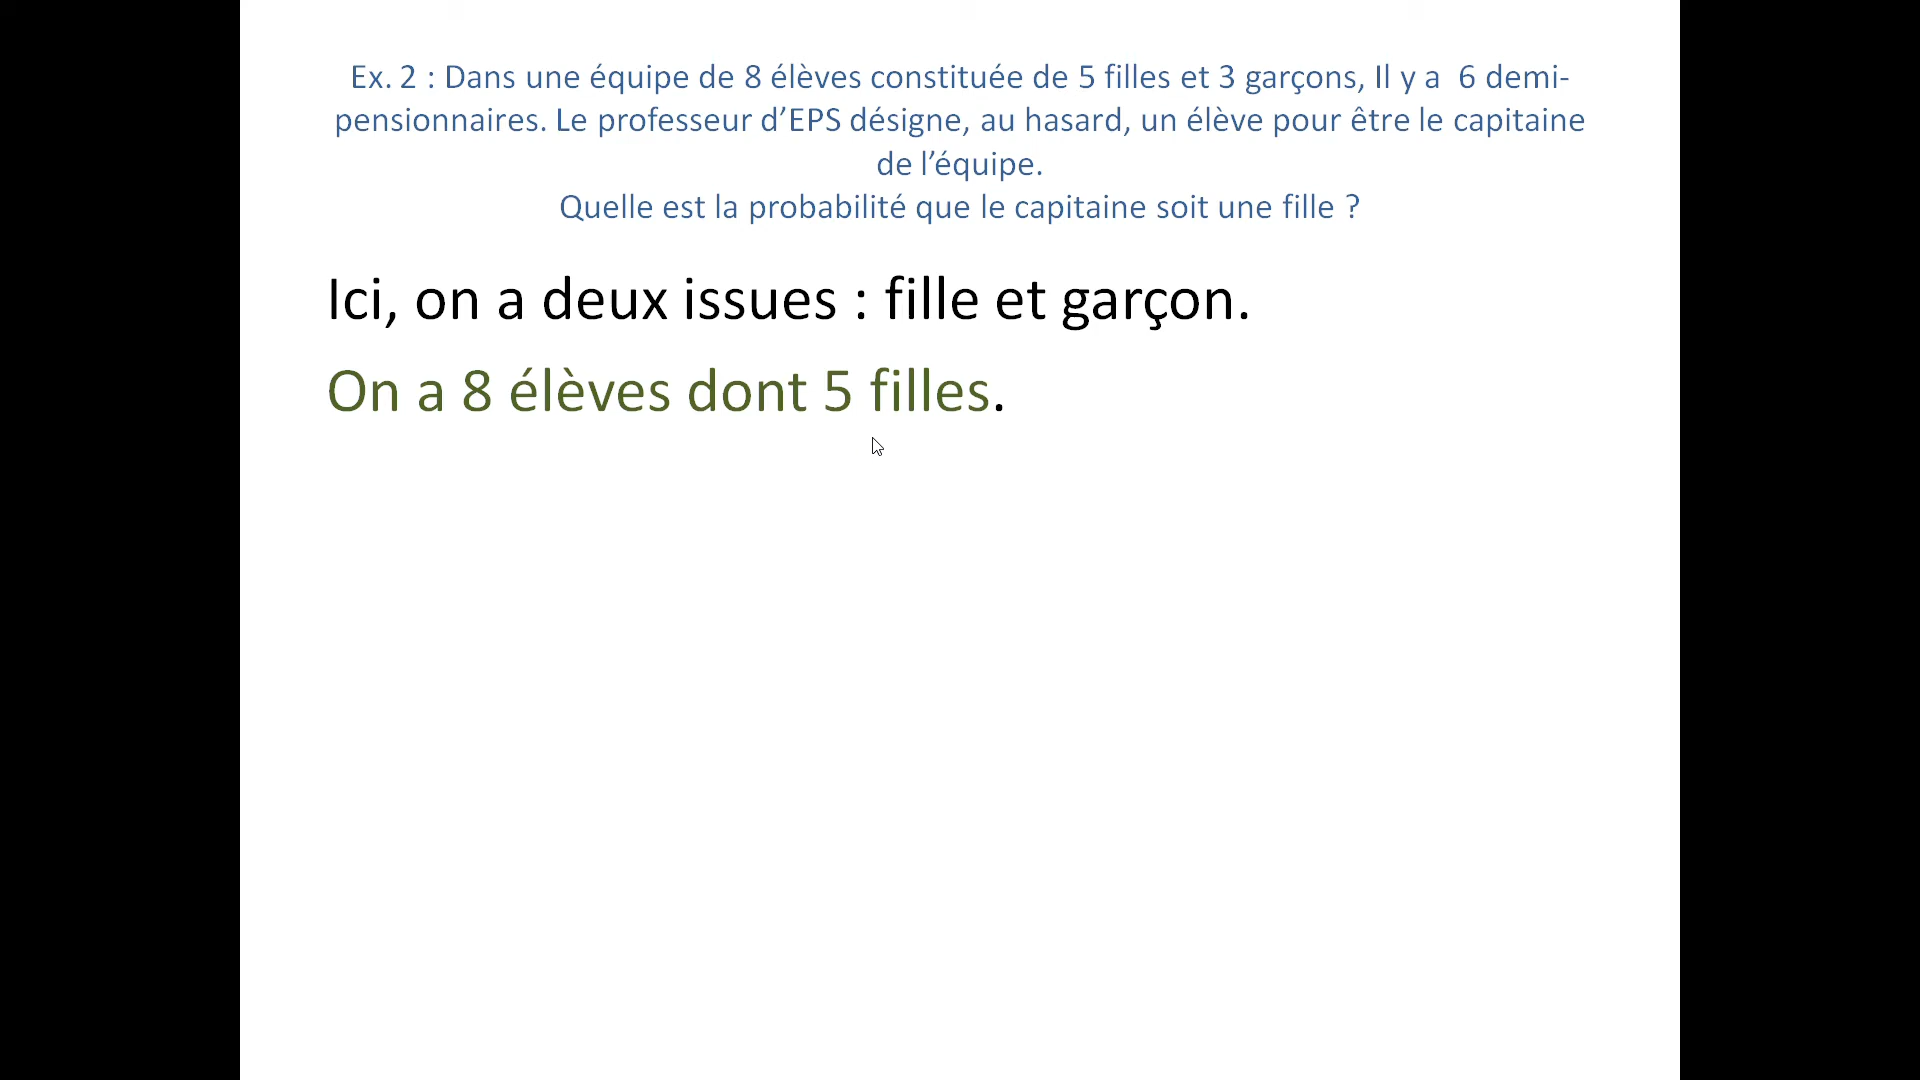 Ex. 2 : Dans une équipe de 8 élèves constituée de 5 filles et 3 garçons, Il y a  6 demi-
pensionnaires. Le professeur d’EPS désigne, au hasard, un élève pour être le capitaine
de l’équipe.
Quelle est la probabilité que le capitaine soit une fille ?
Ici, on a deux issues : fille et garçon.
On a 8 élèves dont 5 filles.